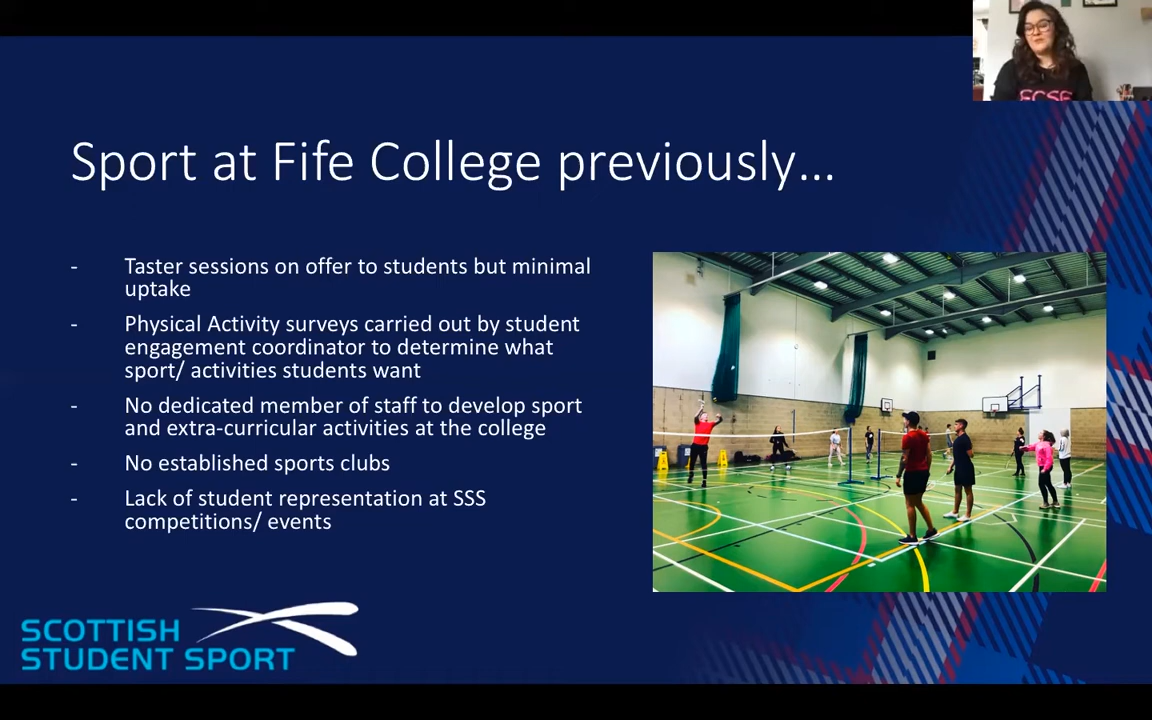 Sport at Fife College previously...
- Taster sessions on offer to students but minimal
uptake
- Physical Activity surveys carried out by student
engagement coordinator to determine what
sport/ activities students want
- No dedicated member of staff to develop sport
and extra-curricular activities at the college
- No established sports clubs
- Lack of student representation at SSS
competitions/ events
SCOTTISH
STUDENT SPORT